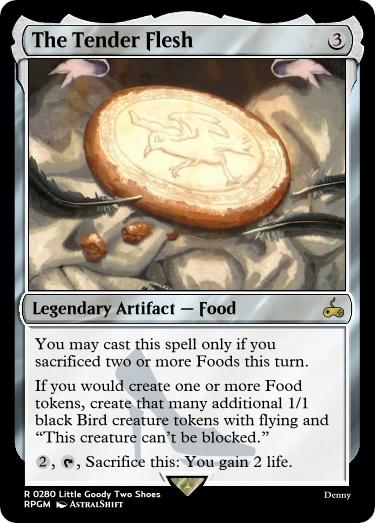 The Tender Flesh 3
Legendary Artifact — Food
You may cast this spell only if you
sacrificed two or more Foods this turn.
If you would create one or more Food
tokens, create that many additional 1/1
black Bird creature tokens with flying and
“This creature can't be blocked.”
2, , Sacrifice this: You gain 2 life.
R 0280 Little Goody Two Shoes
RPGM AstralShift Denny